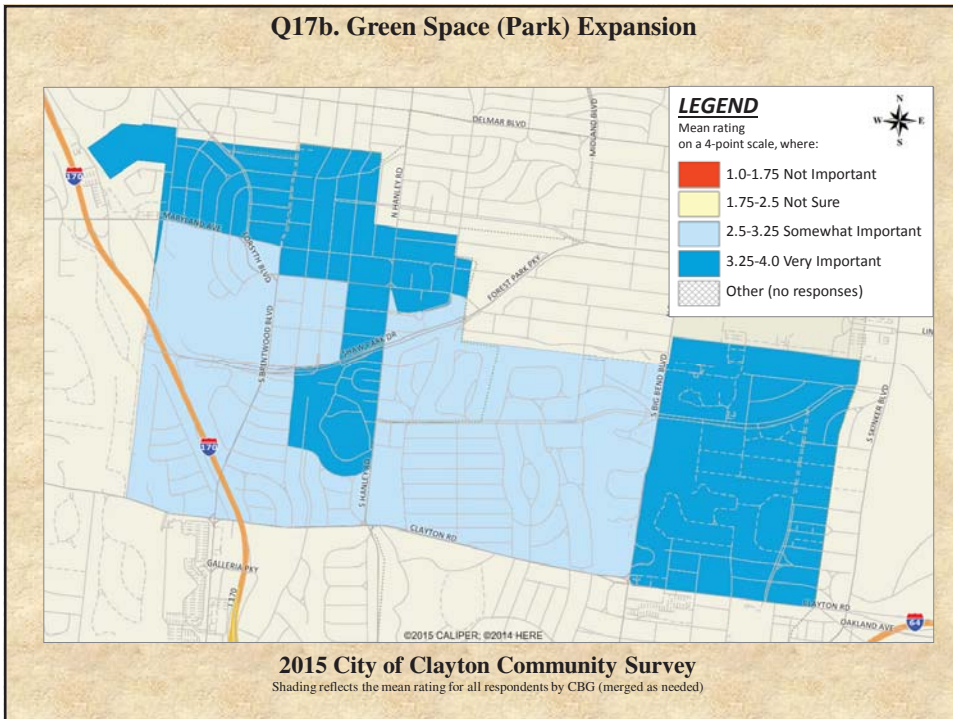 Q17b. Green Space (Park) Expansion
LEGEND
Mean rating
on a 4-point scale, where:
1.0-1.75 Not Important
1.75-2.5 Not Sure
2.5-3.25 Somewhat Important
3.25-4.0 Very Important
Other (no responses)
N
W
E
S
DELMAR BLVD
MIDLAND BLVD
170
N HANLEY RD
MARYLAND AVE
FORSYTH BLVD
FOREST PARK PKY
S BRENTWOOD BLVD
SHAW PARK DR
S BIG BEND BLVD
LIN
S SKINKER BLVD
170
S HANLEY RD
CLAYTON RD
GALLERIA PKY
I 170
CLAYTON RD
OAKLAND AVE
64
©2015 CALIPER; ©2014 HERE
2015 City of Clayton Community Survey
Shading reflects the mean rating for all respondents by CBG (merged as needed)